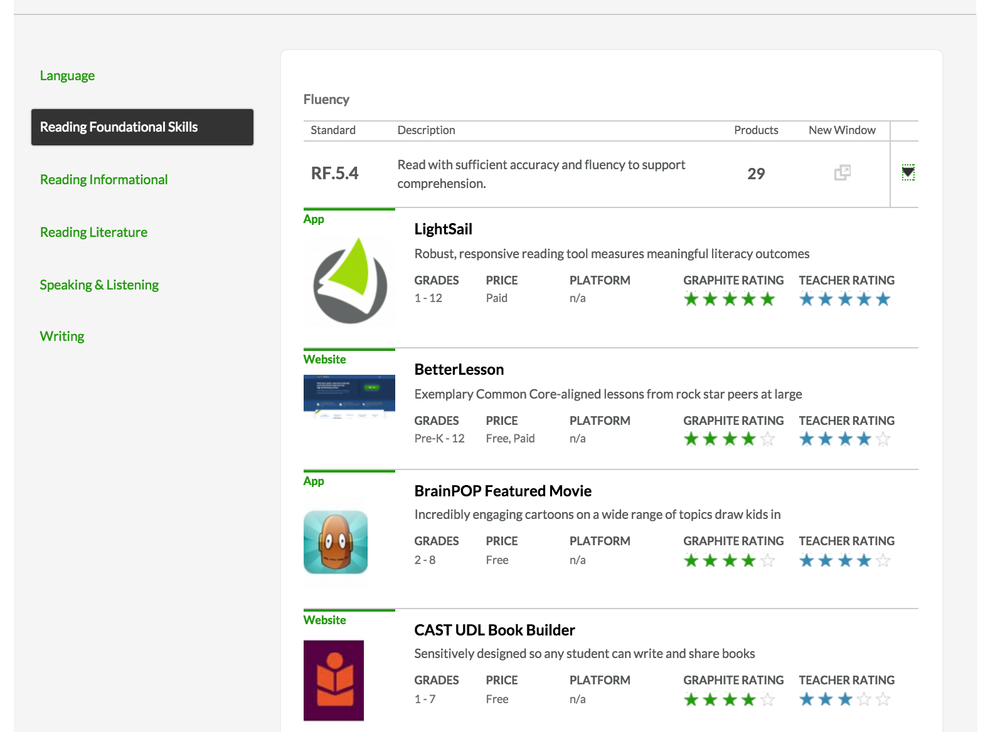 Language
Reading Foundational Skills
Reading Informational
Reading Literature
Speaking & Listening
Writing
Fluency
Standard Description Products New Window
RF.5.4 Read with sufficient accuracy and fluency to support 29
comprehension.
App
LightSail
Robust, responsive reading tool measures meaningful literacy outcomes
GRADES PRICE PLATFORM GRAPHITE RATING TEACHER RATING
1 - 12 Paid n/a
Website
BetterLesson
Exemplary Common Core-aligned lessons from rock star peers at large
GRADES PRICE PLATFORM GRAPHITE RATING TEACHER RATING
Pre-K - 12 Free, Paid n/a
App
BrainPOP Featured Movie
Incredibly engaging cartoons on a wide range of topics draw kids in
GRADES PRICE PLATFORM GRAPHITE RATING TEACHER RATING
2 - 8 Free n/a
Website
CAST UDL Book Builder
Sensitively designed so any student can write and share books
GRADES PRICE PLATFORM GRAPHITE RATING TEACHER RATING
1 - 7 Free n/a